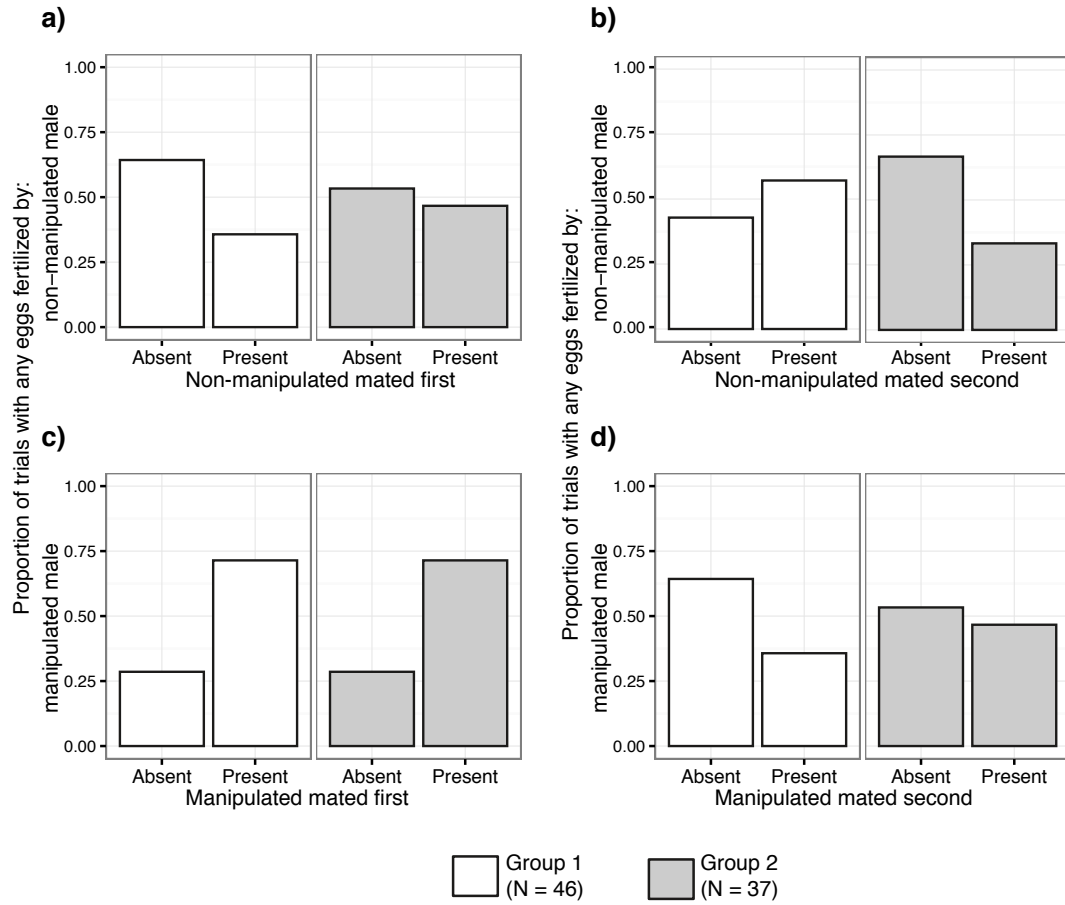 a)
Proportion of trials with any eggs fertilized by:
non−manipulated male
1.00
0.75
0.50
0.25
0.00
Absent Present Absent Present
Non-manipulated mated first
b)
Proportion of trials with any eggs fertilized by:
non−manipulated male
1.00
0.75
0.50
0.25
0.00
Absent Present Absent Present
Non-manipulated mated second
c)
manipulated male
1.00
0.75
0.50
0.25
0.00
Absent Present Absent Present
Manipulated mated first
d)
manipulated male
1.00
0.75
0.50
0.25
0.00
Absent Present Absent Present
Manipulated mated second
Group 1
(N = 46)
Group 2
(N = 37)